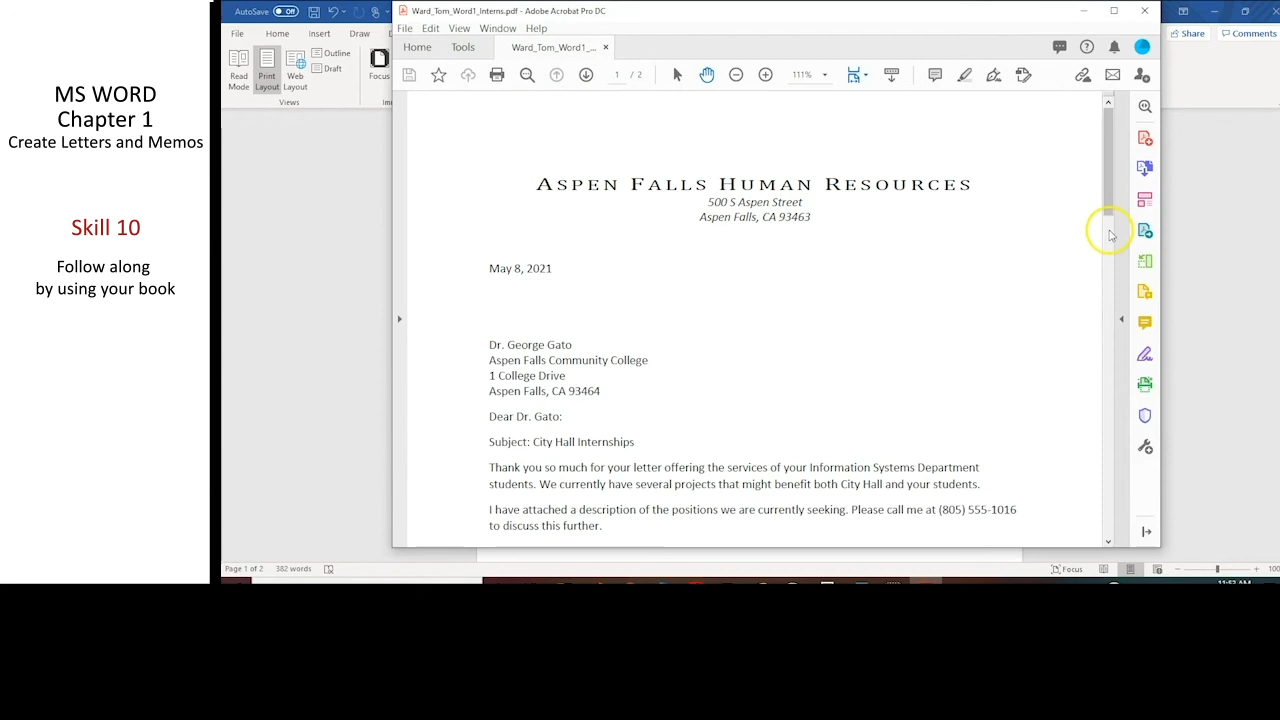 MS WORD
Chapter 1
Create Letters and Memos
Skill 10
Follow along
by using your book
AutoSave Off
File Home Insert Draw
Read Mode
Print Layout
Web Layout
Outline
Draft
Focus
Views
Share Comments
Ward_Tom_Word1_Interns.pdf - Adobe Acrobat Pro DC
File Edit View Window Help
Home Tools Ward_Tom_Word1_...
1 / 2 111%
ASPEN FALLS HUMAN RESOURCES
500 S Aspen Street
Aspen Falls, CA 93463
May 8, 2021
Dr. George Gato
Aspen Falls Community College
1 College Drive
Aspen Falls, CA 93464
Dear Dr. Gato:
Subject: City Hall Internships
Thank you so much for your letter offering the services of your Information Systems Department
students. We currently have several projects that might benefit both City Hall and your students.
I have attached a description of the positions we are currently seeking. Please call me at (805) 555-1016
to discuss this further.
Page 1 of 2 382 words Focus 100